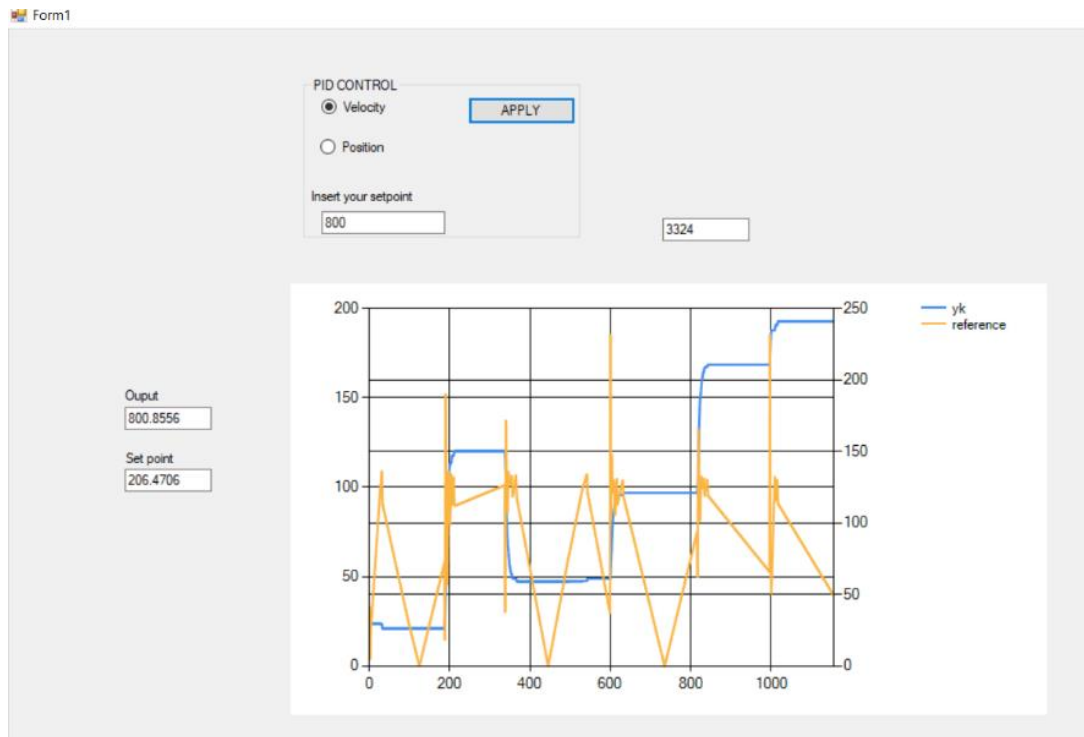 Form1
PID CONTROL
Velocity
APPLY
Position
Insert your setpoint
800
3324
Ouput
800.8556
Set point
206.4706
200
150
100
50
0
250
200
150
100
50
0
0 200 400 600 800 1000
yk
reference